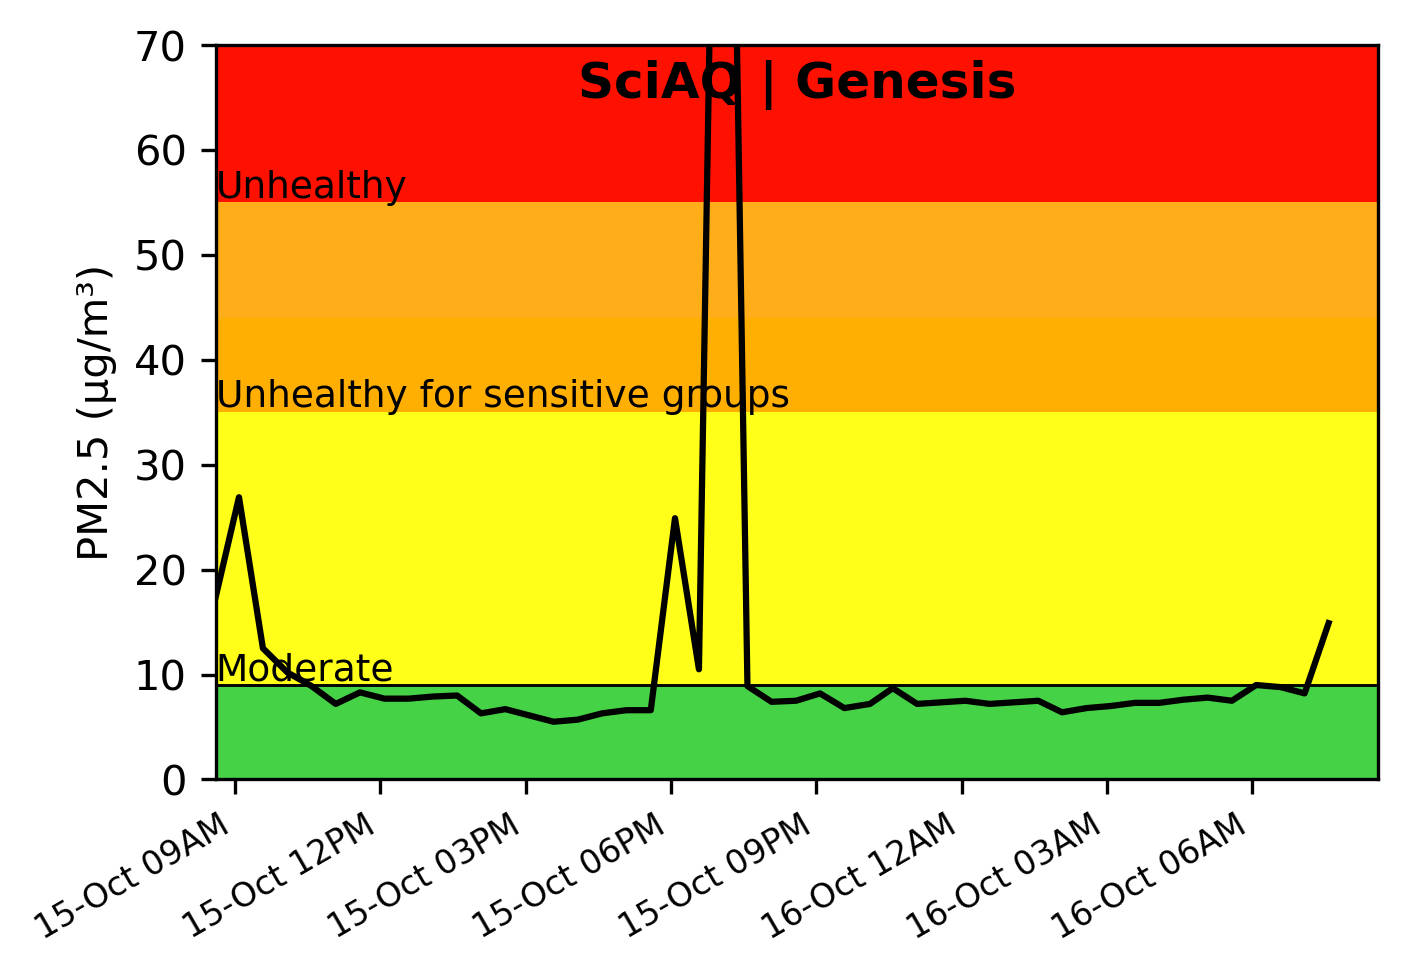 SciAQ | Genesis
PM2.5 (µg/m³)
70
60
50
40
30
20
10
0
Unhealthy
Unhealthy for sensitive groups
Moderate
15-Oct 09AM
15-Oct 12PM
15-Oct 03PM
15-Oct 06PM
15-Oct 09PM
16-Oct 12AM
16-Oct 03AM
16-Oct 06AM